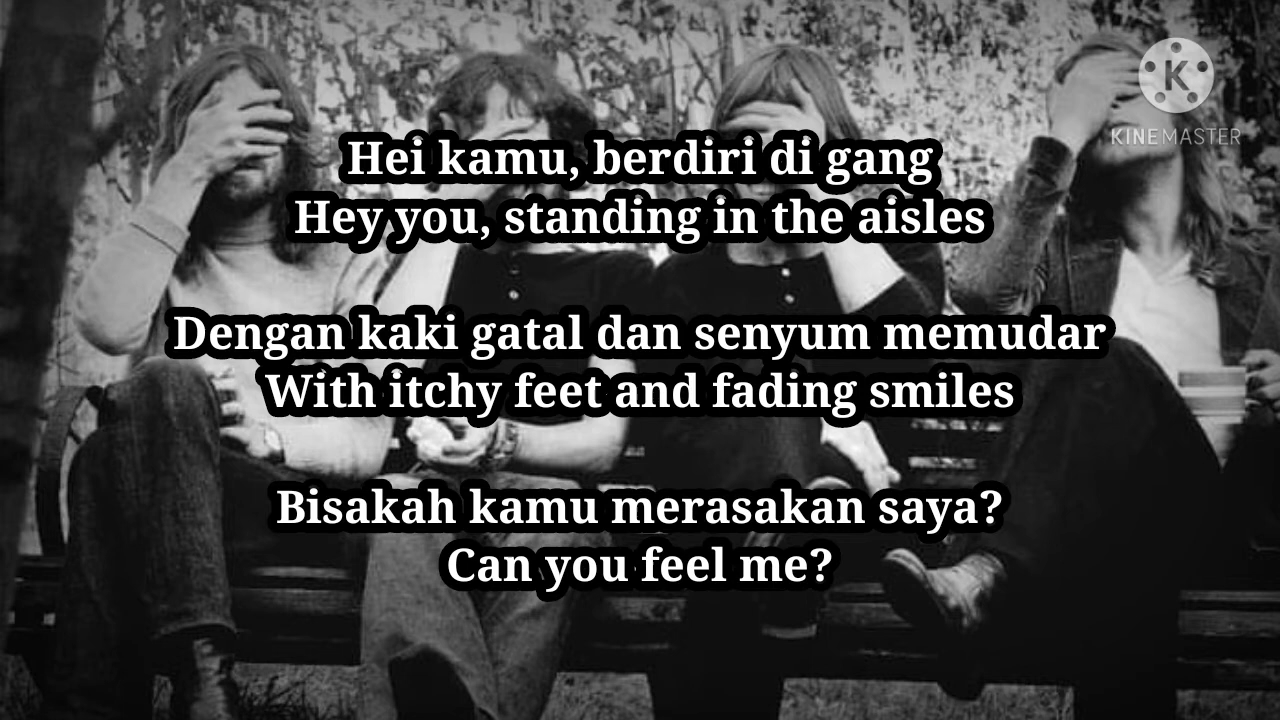 KINEMASTER
Hei kamu, berdiri di gang
Hey you, standing in the aisles
Dengan kaki gatal dan senyum memudar
With itchy feet and fading smiles
Bisakah kamu merasakan saya?
Can you feel me?